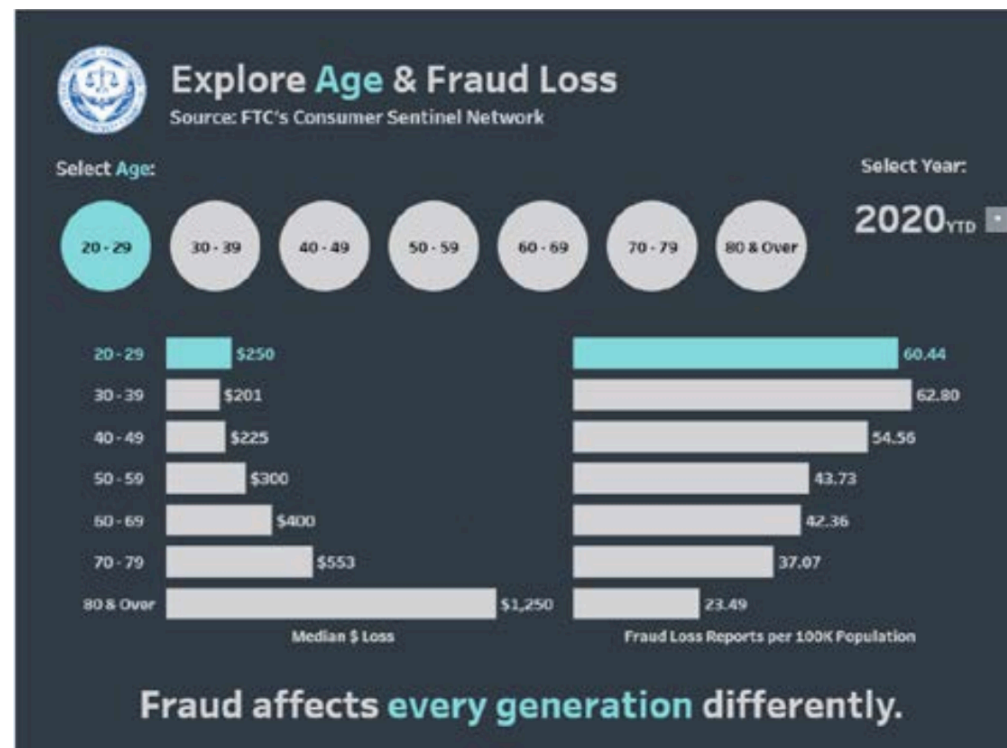 Explore Age & Fraud Loss
Source: FTC's Consumer Sentinel Network
Select Age:
Select Year:
20 - 29
30 - 39
40 - 49
50 - 59
60 - 69
70 - 79
80 & Over
2020 YTD
20 - 29 $250 60.44
30 - 39 $201 62.80
40 - 49 $225 54.56
50 - 59 $300 43.73
60 - 69 $400 42.36
70 - 79 $553 37.07
80 & Over $1,250 23.49
Median $ Loss
Fraud Loss Reports per 100K Population
Fraud affects every generation differently.